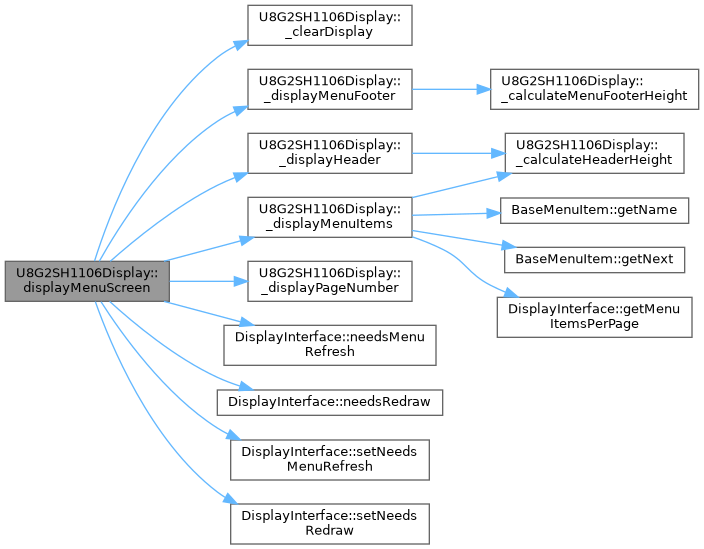 U8G2SH1106Display::
displayMenuScreen
U8G2SH1106Display::
_clearDisplay
U8G2SH1106Display::
_displayMenuFooter
U8G2SH1106Display::
_calculateMenuFooterHeight
U8G2SH1106Display::
_displayHeader
U8G2SH1106Display::
_calculateHeaderHeight
U8G2SH1106Display::
_displayMenuItems
BaseMenuItem::getName
BaseMenuItem::getNext
DisplayInterface::getMenu
ItemsPerPage
U8G2SH1106Display::
_displayPageNumber
DisplayInterface::needsMenu
Refresh
DisplayInterface::needsRedraw
DisplayInterface::setNeeds
MenuRefresh
DisplayInterface::setNeeds
Redraw